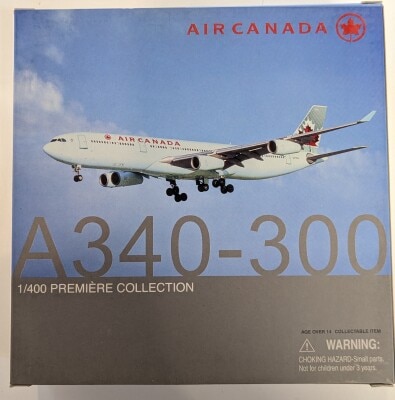 AIR CANADA
AIR CANADA
A340-300
1/400 PREMIÈRE COLLECTION
AGE OVER 14 COLLECTABLE ITEM
WARNING:
CHOKING HAZARD-Small parts.
Not for children under 3 years.